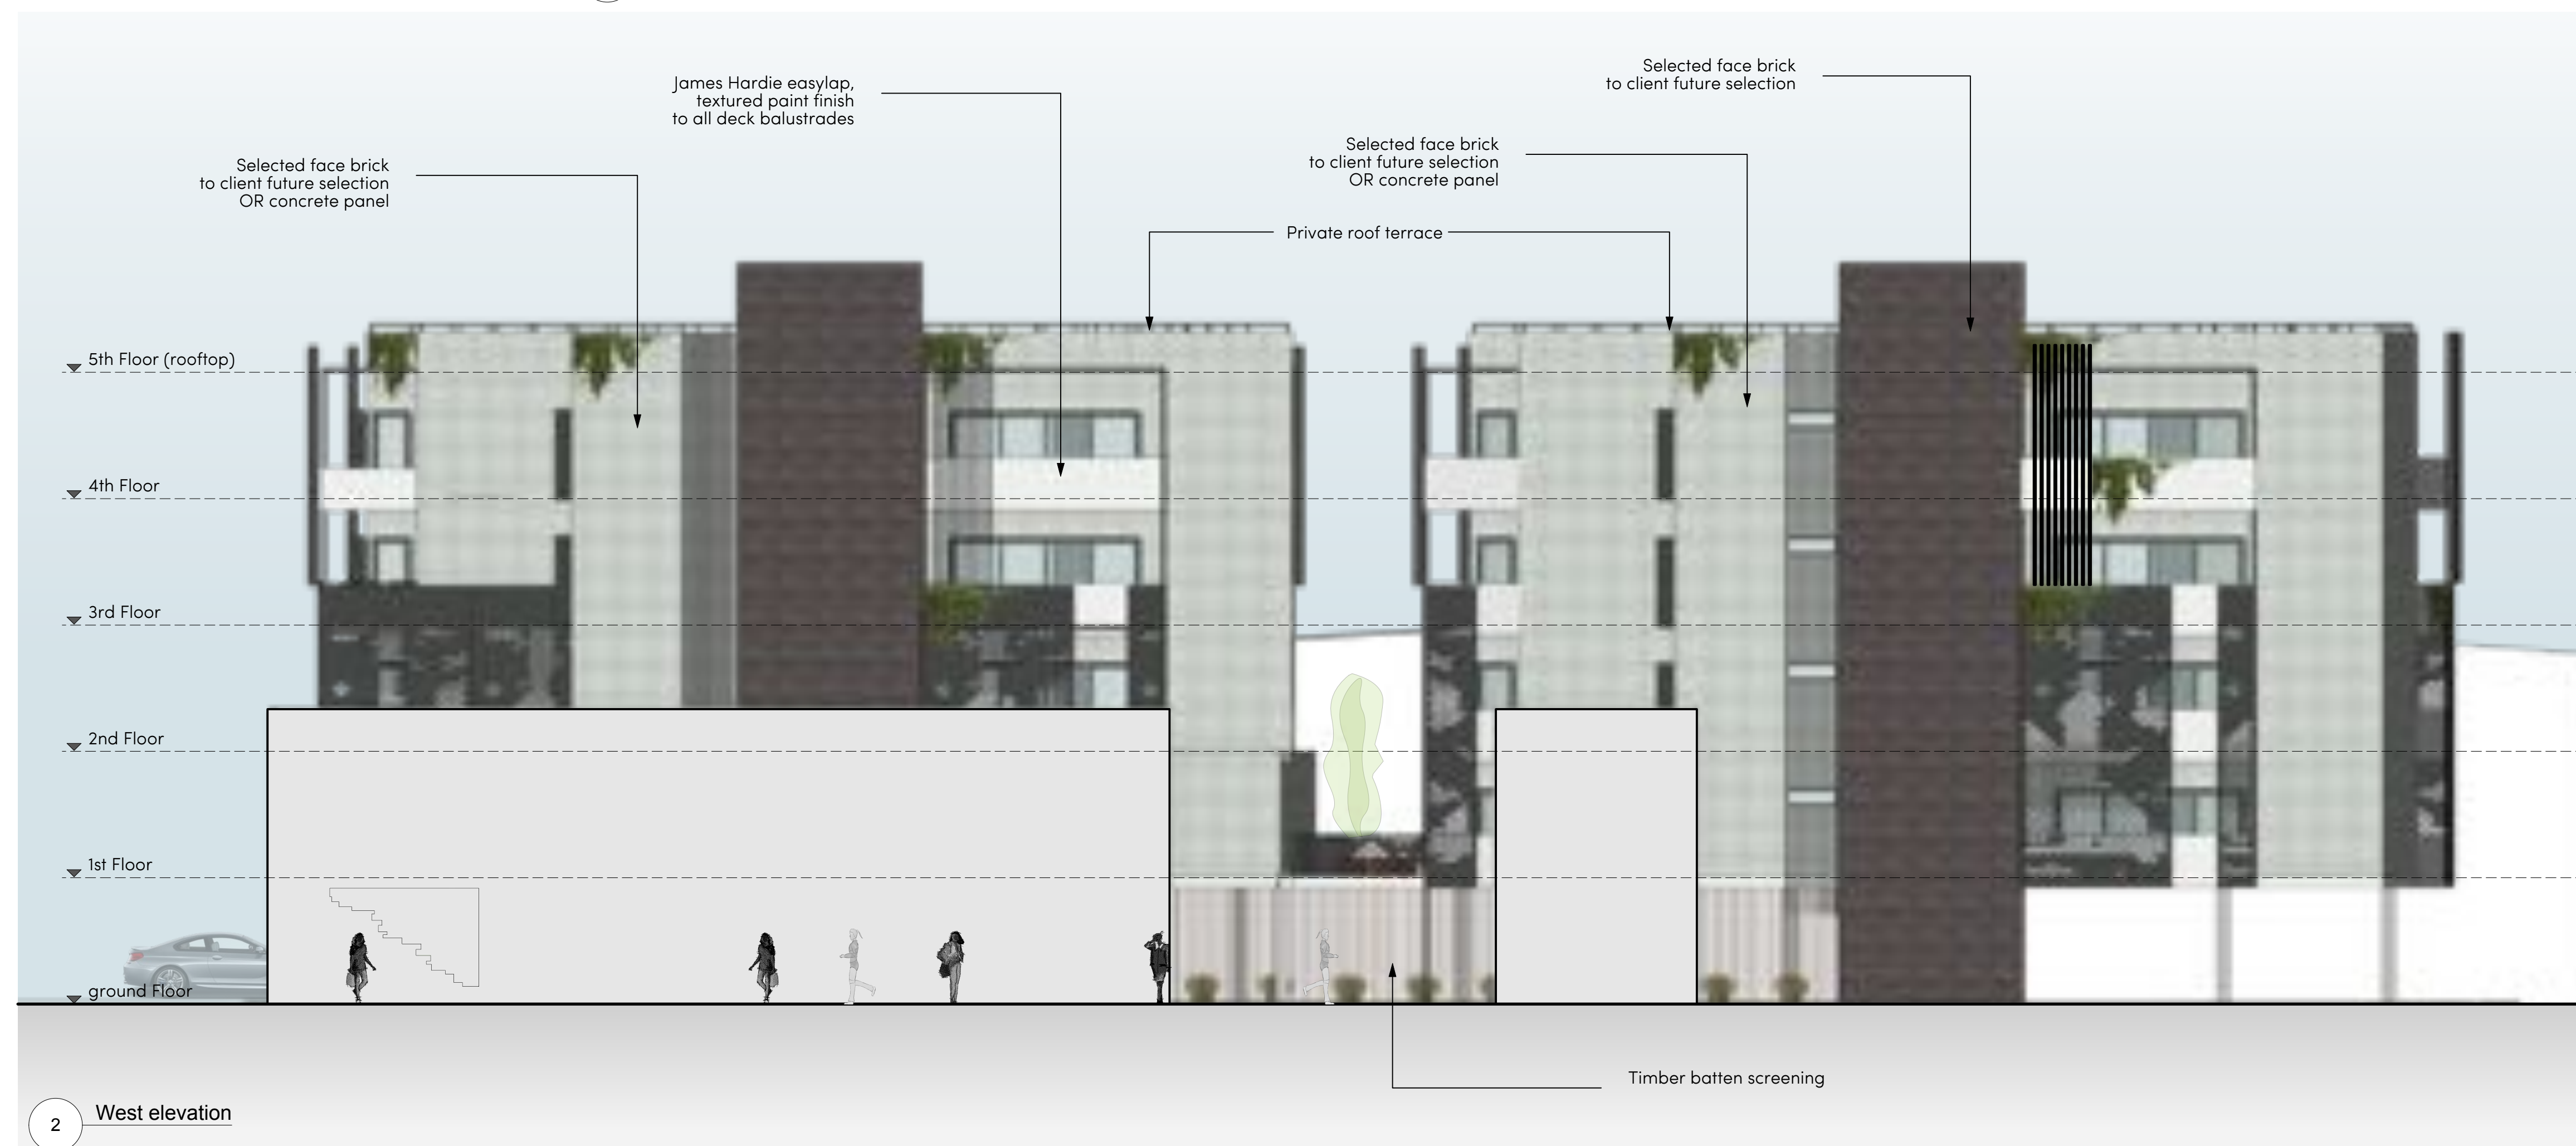 Selected face brick
to client future selection
James Hardie easylap,
textured paint finish
to all deck balustrades
Selected face brick
to client future selection
OR concrete panel
Selected face brick
to client future selection
OR concrete panel
Private roof terrace
5th Floor (rooftop)
4th Floor
3rd Floor
2nd Floor
1st Floor
ground Floor
Timber batten screening
2
West elevation